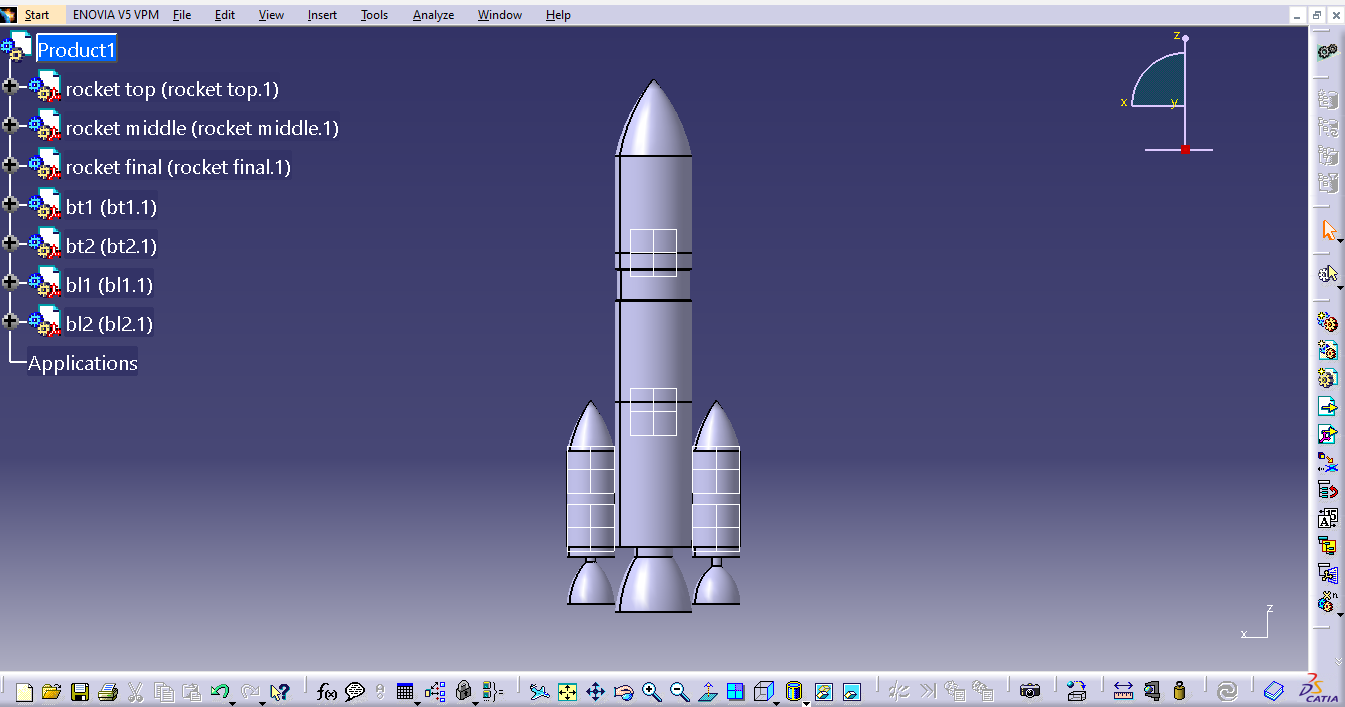 Start ENOVIA V5 VPM File Edit View Insert Tools Analyze Window Help
Product1
rocket top (rocket top.1)
rocket middle (rocket middle.1)
rocket final (rocket final.1)
bt1 (bt1.1)
bt2 (bt2.1)
bl1 (bl1.1)
bl2 (bl2.1)
Applications
z
x y
z
x
f(x)
CATIA